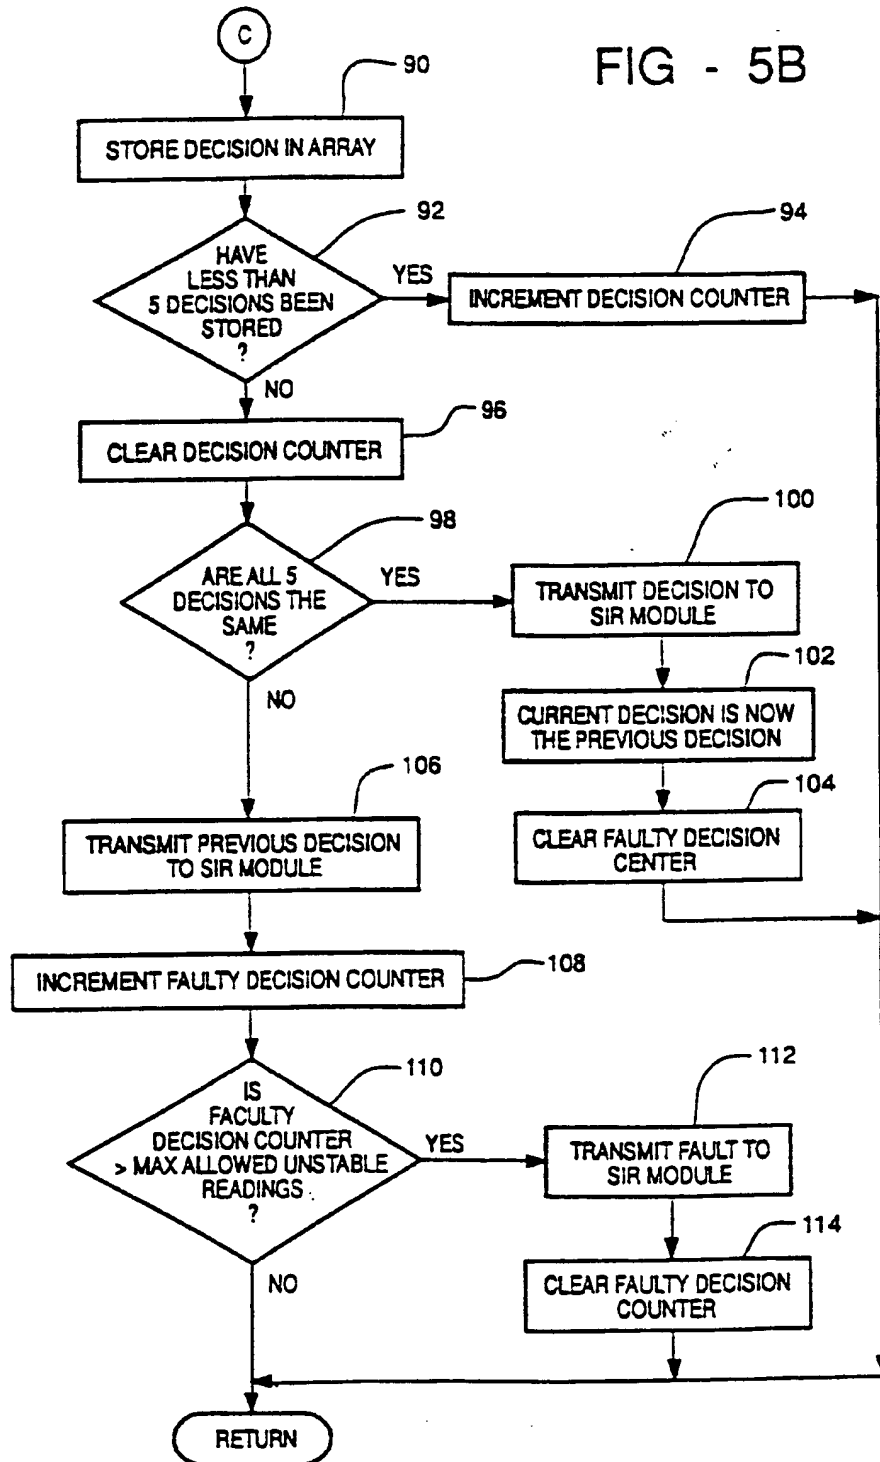 C
FIG - 5B
90
STORE DECISION IN ARRAY
92
HAVE
LESS THAN
5 DECISIONS BEEN
STORED
?
YES
94
INCREMENT DECISION COUNTER
NO
96
CLEAR DECISION COUNTER
98
ARE ALL 5
DECISIONS THE
SAME
?
YES
100
TRANSMIT DECISION TO
SIR MODULE
102
CURRENT DECISION IS NOW
THE PREVIOUS DECISION
104
CLEAR FAULTY DECISION
CENTER
NO
106
TRANSMIT PREVIOUS DECISION
TO SIR MODULE
108
INCREMENT FAULTY DECISION COUNTER
110
IS
FACULTY
DECISION COUNTER
> MAX ALLOWED UNSTABLE
READINGS
?
YES
112
TRANSMIT FAULT TO
SIR MODULE
114
CLEAR FAULTY DECISION
COUNTER
NO
RETURN